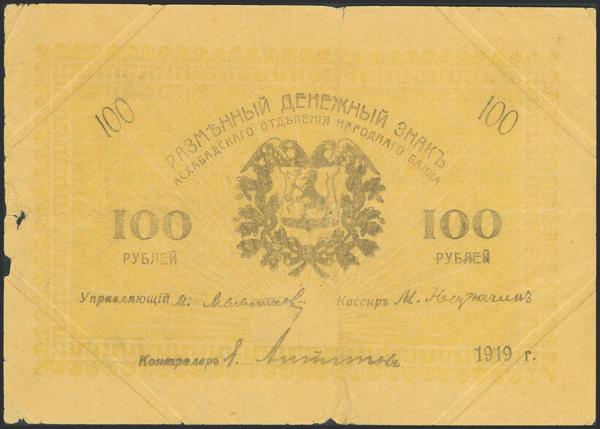 100 100
РАЗМѢННЫЙ ДЕНЕЖНЫЙ ЗНАКЪ
АСХАБАДСКАГО ОТДѢЛЕНІЯ НАРОДНАГО БАНКА
100 100
РУБЛЕЙ РУБЛЕЙ
Управляющій Кассиръ М.
Контролеръ 1919 г.